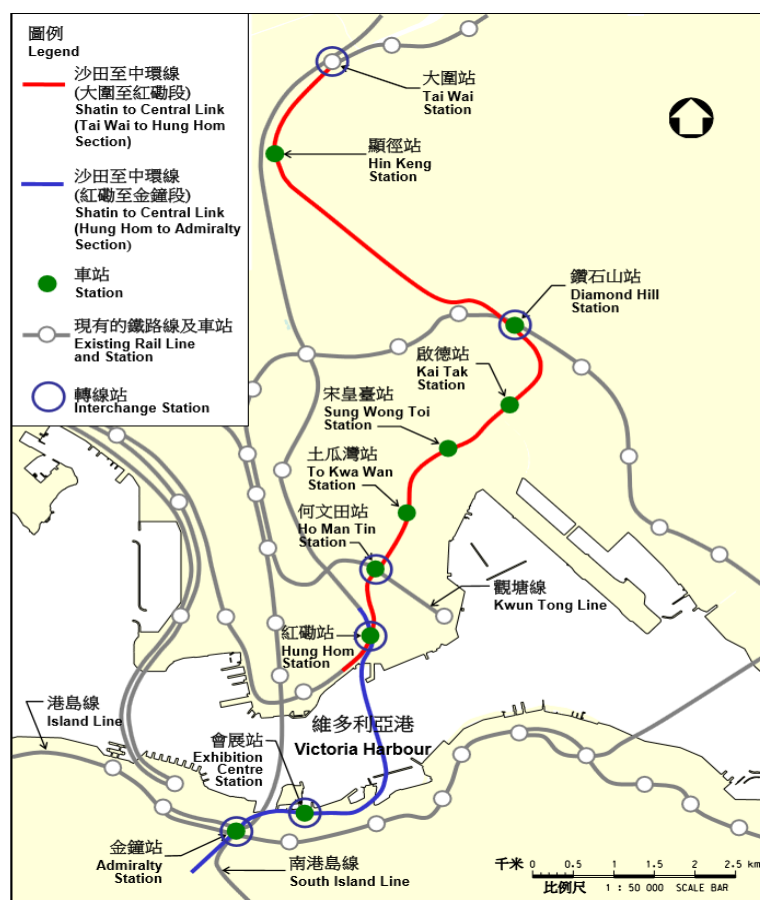 圖例
Legend
沙田至中環線
(大圍至紅磡段)
Shatin to Central Link
(Tai Wai to Hung Hom
Section)
沙田至中環線
(紅磡至金鐘段)
Shatin to Central Link
(Hung Hom to Admiralty
Section)
車站
Station
現有的鐵路線及車站
Existing Rail Line
and Station
轉線站
Interchange Station
大圍站
Tai Wai
Station
顯徑站
Hin Keng
Station
鑽石山站
Diamond Hill
Station
啟德站
Kai Tak
Station
宋皇臺站
Sung Wong Toi
Station
土瓜灣站
To Kwa Wan
Station
何文田站
Ho Man Tin
Station
觀塘線
Kwun Tong Line
紅磡站
Hung Hom
Station
港島線
Island Line
維多利亞港
Victoria Harbour
會展站
Exhibition
Centre
Station
金鐘站
Admiralty
Station
南港島線
South Island Line
千米 0 0.5 1 1.5 2 2.5 km
比例尺 1 : 50 000 SCALE BAR